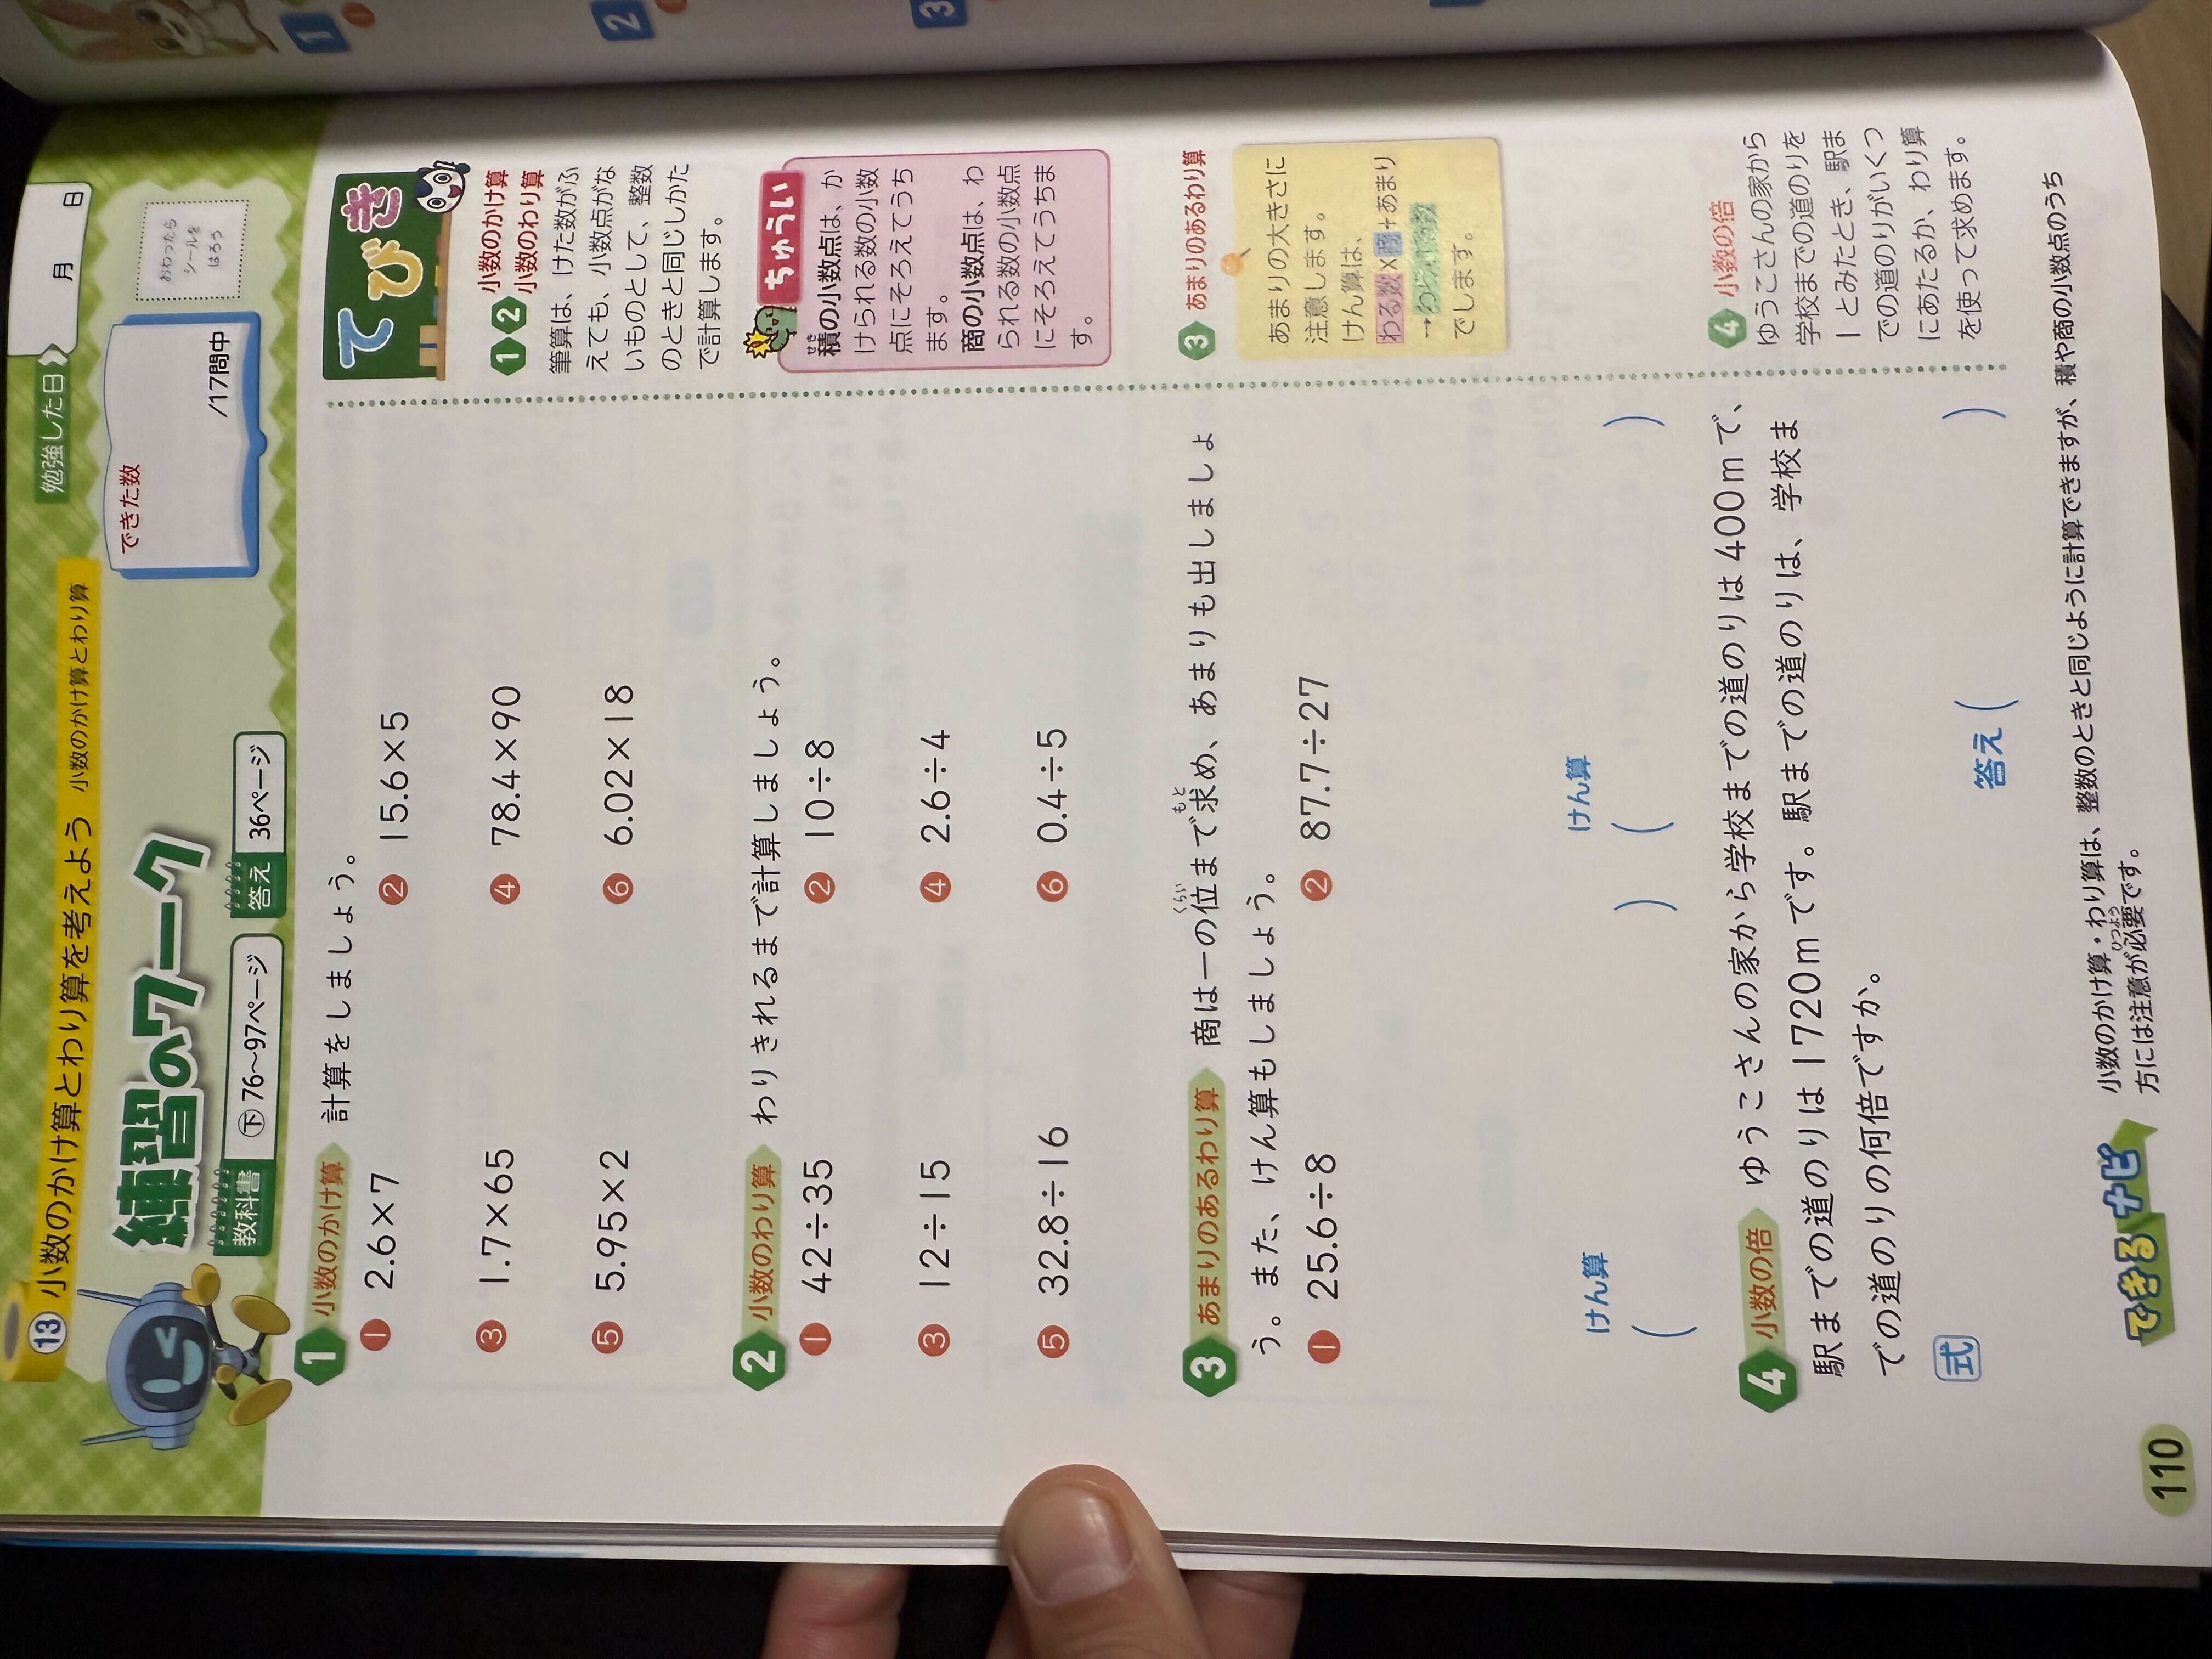 ⑬ 小数のかけ算とわり算を考えよう 小数のかけ算とわり算
勉強した日 月 日
練習のワーク
教科書 下76〜97ページ 答え 36ページ
できた数
/17問中
おわったら
シールを
はろう
1 小数のかけ算 計算をしましょう。
❶ 2.6×7 ❷ 15.6×5
❸ 1.7×65 ❹ 78.4×90
❺ 5.95×2 ❻ 6.02×18
2 小数のわり算 わりきれるまで計算しましょう。
❶ 42÷35 ❷ 10÷8
❸ 12÷15 ❹ 2.6÷4
❺ 32.8÷16 ❻ 0.4÷5
3 あまりのあるわり算 商は一の位まで求め、あまりも出しましょ
う。また、けん算もしましょう。
❶ 25.6÷8 ❷ 87.7÷27
けん算 けん算
( ) ( )
4 小数の倍 ゆうこさんの家から学校までの道のりは400mで、
駅までの道のりは1720mです。駅までの道のりは、学校ま
での道のりの何倍ですか。
式
答え ( )
てびき
1 2 小数のかけ算
小数のわり算
筆算は、けた数がふ
えても、小数点がな
いものとして、整数
のときと同じしかた
で計算します。
ちゅうい
積の小数点は、か
けられる数の小数
点にそろえてうち
ます。
商の小数点は、わ
られる数の小数点
にそろえてうちま
す。
3 あまりのあるわり算
あまりの大きさに
注意します。
けん算は、
わる数×商+あまり
→わられる数
でします。
4 小数の倍
ゆうこさんの家から
学校までの道のりを
1とみたとき、駅ま
での道のりがいくつ
にあたるか、わり算
を使って求めます。
できるナビ 小数のかけ算・わり算は、整数のときと同じように計算できますが、積や商の小数点のうち
方には注意が必要です。
110
1
2
3